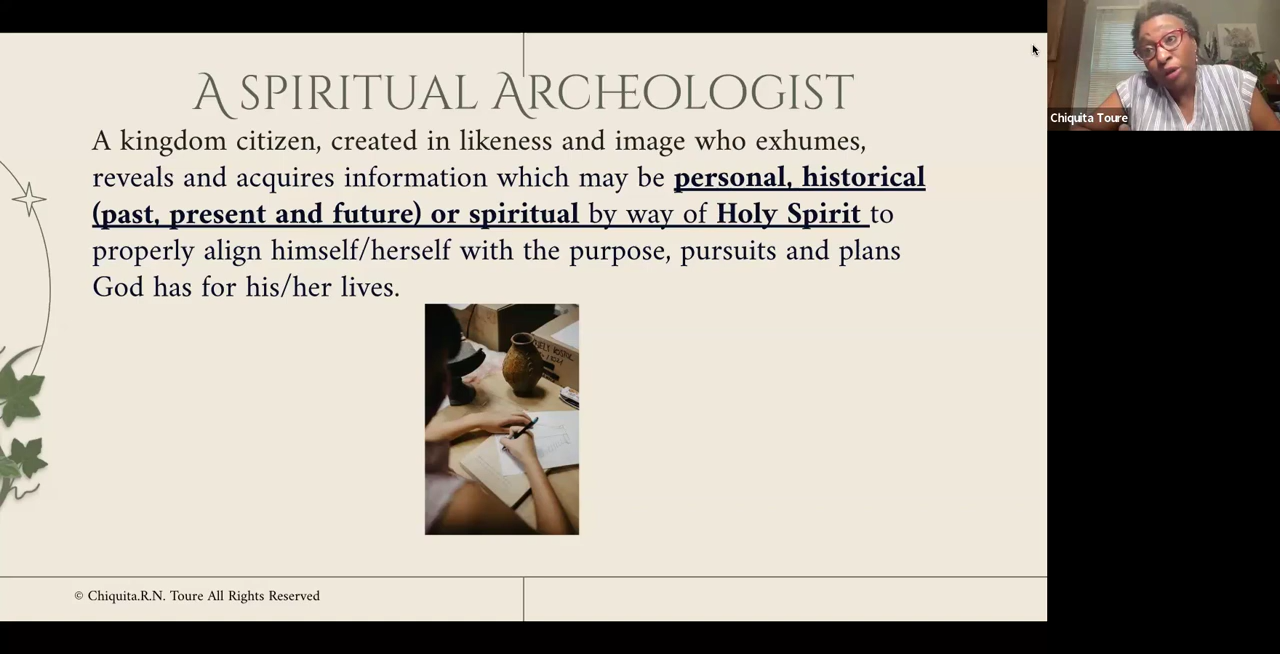 A SPIRITUAL ARCHEOLOGIST
A kingdom citizen, created in likeness and image who exhumes,
reveals and acquires information which may be personal, historical
(past, present and future) or spiritual by way of Holy Spirit to
properly align himself/herself with the purpose, pursuits and plans
God has for his/her lives.
© Chiquita.R.N. Toure All Rights Reserved
Chiquita Toure